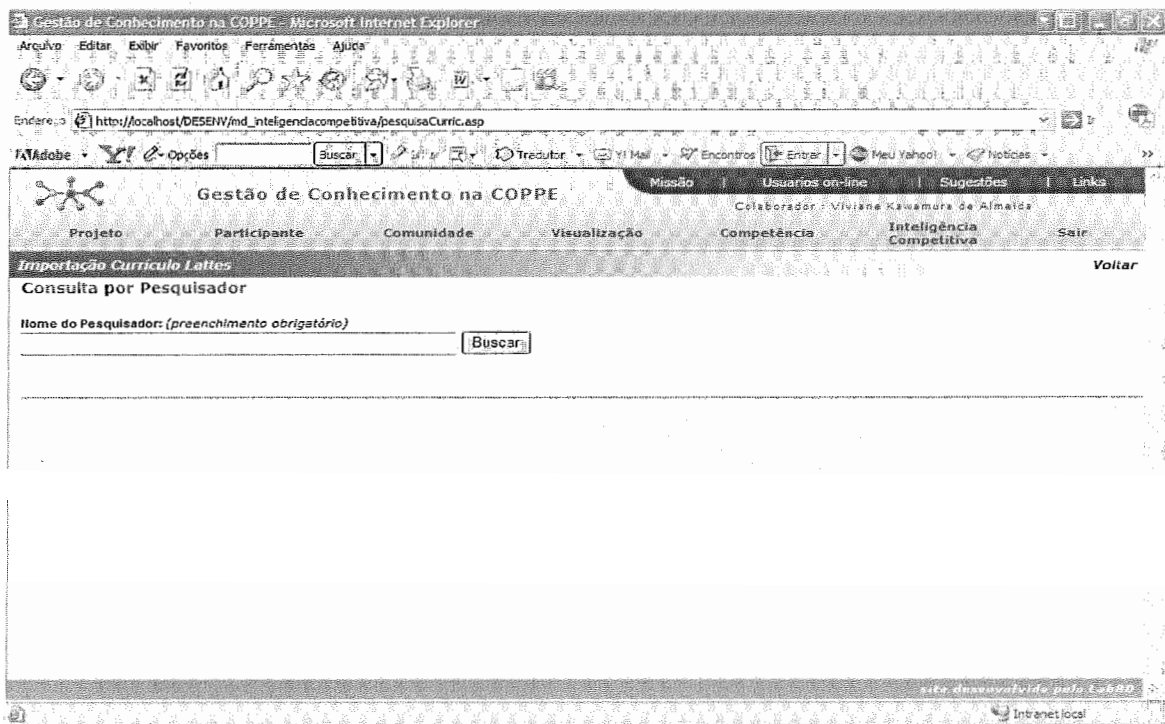 Gestão de Conhecimento na COPPE - Microsoft Internet Explorer
Arquivo Editar Exibir Favoritos Ferramentas Ajuda
Endereço http://localhost/DESENV/md_inteligenciacompetitiva/pesquisaCurric.asp Ir
Adobe Y! Opções Buscar Tradutor Y! Mail Encontros Entrar Meu Yahoo! Notícias »
Missão | Usuarios on-line | Sugestões | Links
Gestão de Conhecimento na COPPE
Colaborador : Viviane Kawamura de Almeida
Projeto Participante Comunidade Visualização Competência Inteligência Competitiva Sair
Importação Currículo Lattes Voltar
Consulta por Pesquisador
Nome do Pesquisador: (preenchimento obrigatório)
Buscar
site desenvolvido pelo LabBD
Intranet local